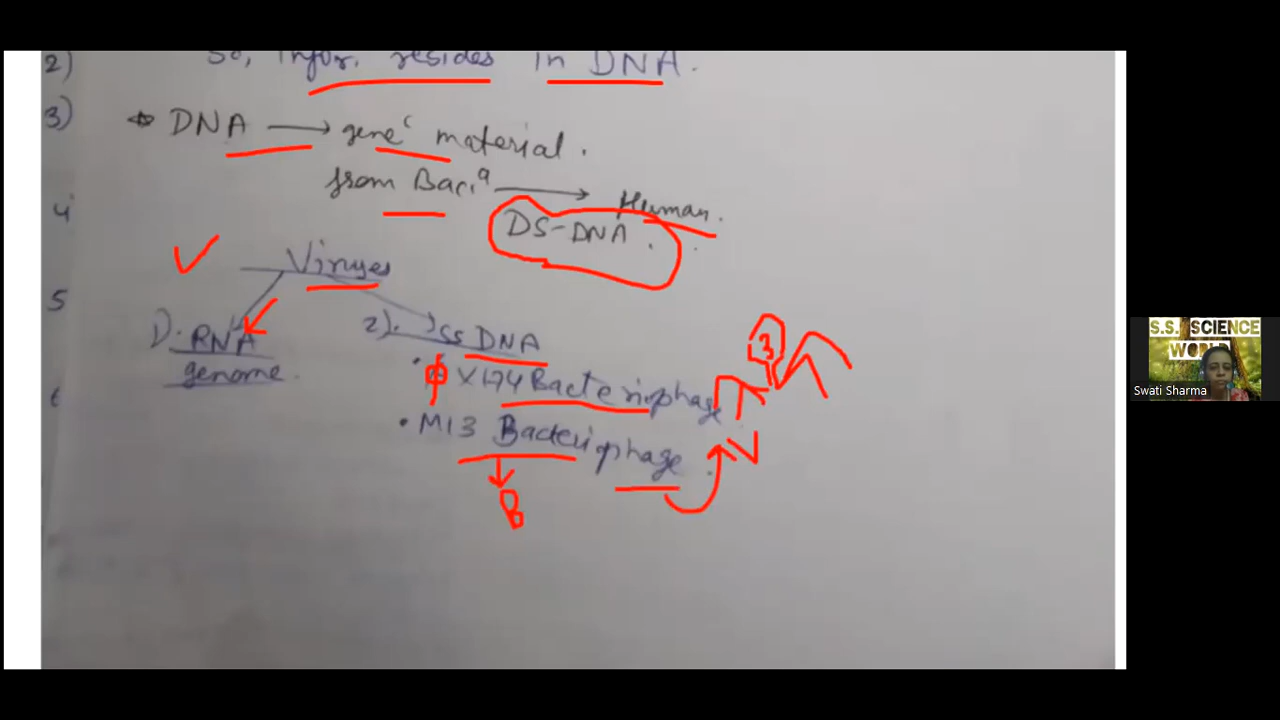 2) So, infor. resides in DNA.
3) DNA → gene^c material.
from Bac^a → Human.
4
DS-DNA.
Viruses
5
1). RNA
genome.
2). ss DNA
• ϕ X174 Bacteriophage
• M13 Bacteriophage.
3
V
B
S.S. SCIENCE
WORLD
Swati Sharma